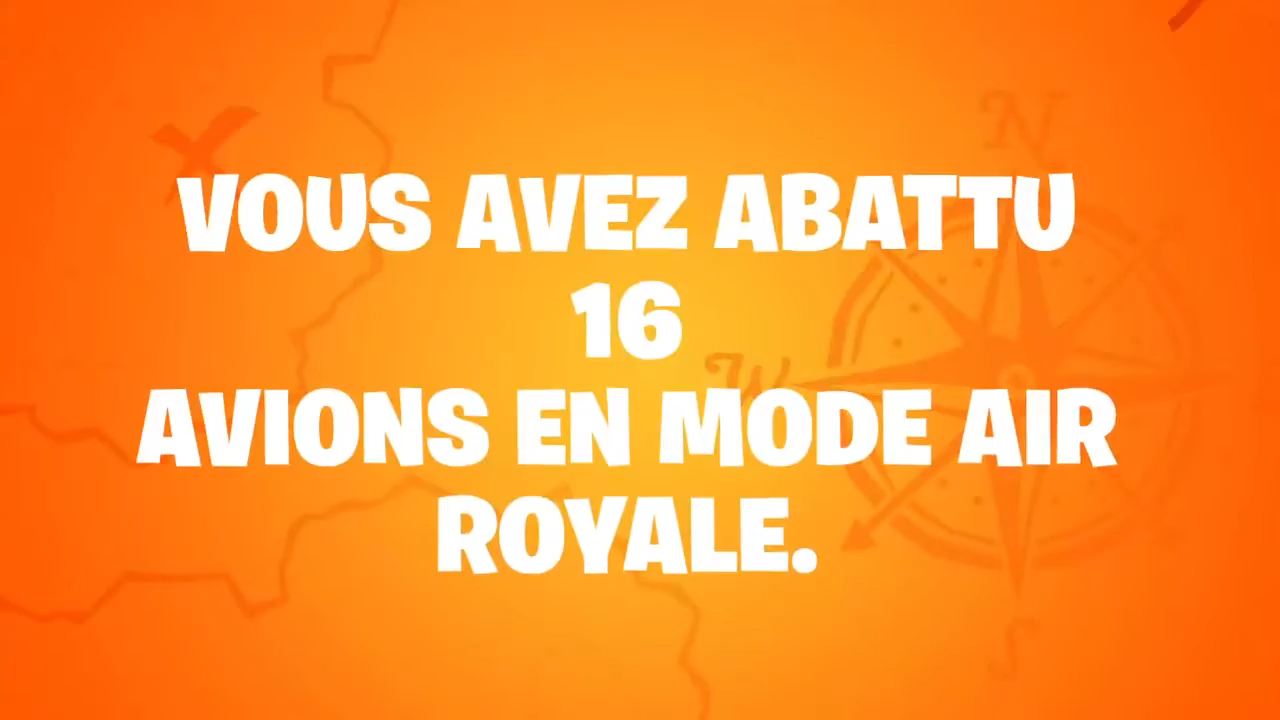 VOUS AVEZ ABATTU
16
AVIONS EN MODE AIR
ROYALE.
N
W